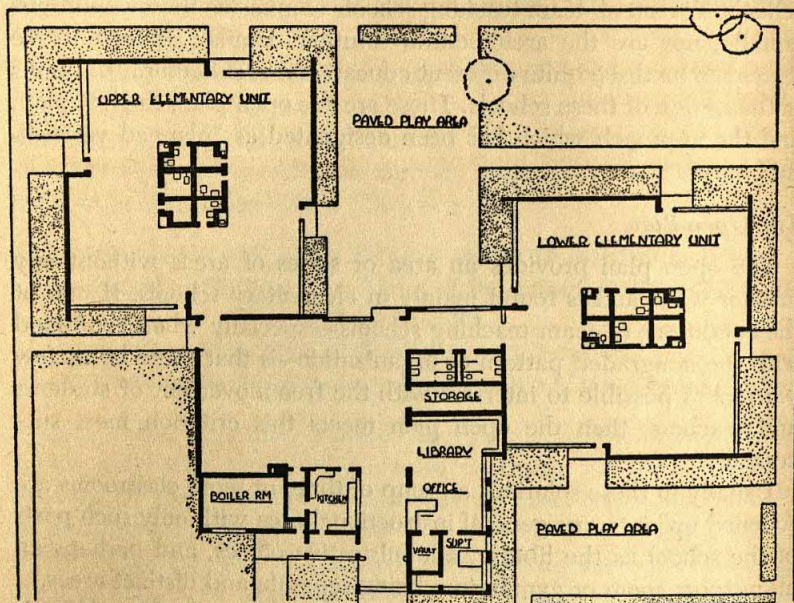 UPPER ELEMENTARY UNIT
PAVED PLAY AREA
LOWER ELEMENTARY UNIT
STORAGE
LIBRARY
BOILER RM
KITCHEN
OFFICE
VAULT
SUP'T
PAVED PLAY AREA